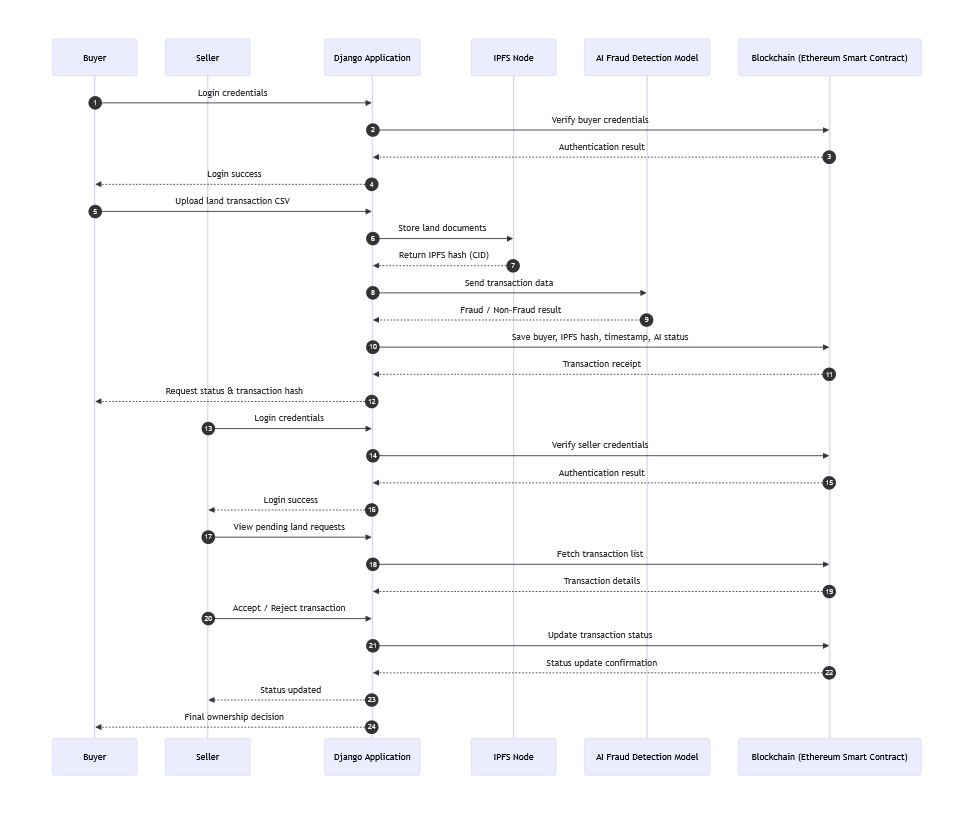 Buyer
Seller
Django Application
IPFS Node
AI Fraud Detection Model
Blockchain (Ethereum Smart Contract)
Login credentials
1
Verify buyer credentials
2
Authentication result
3
Login success
4
Upload land transaction CSV
5
Store land documents
6
Return IPFS hash (CID)
7
Send transaction data
8
Fraud / Non-Fraud result
9
Save buyer, IPFS hash, timestamp, AI status
10
Transaction receipt
11
Request status & transaction hash
12
Login credentials
13
Verify seller credentials
14
Authentication result
15
Login success
16
View pending land requests
17
Fetch transaction list
18
Transaction details
19
Accept / Reject transaction
20
Update transaction status
21
Status update confirmation
22
Status updated
23
Final ownership decision
24
Buyer
Seller
Django Application
IPFS Node
AI Fraud Detection Model
Blockchain (Ethereum Smart Contract)